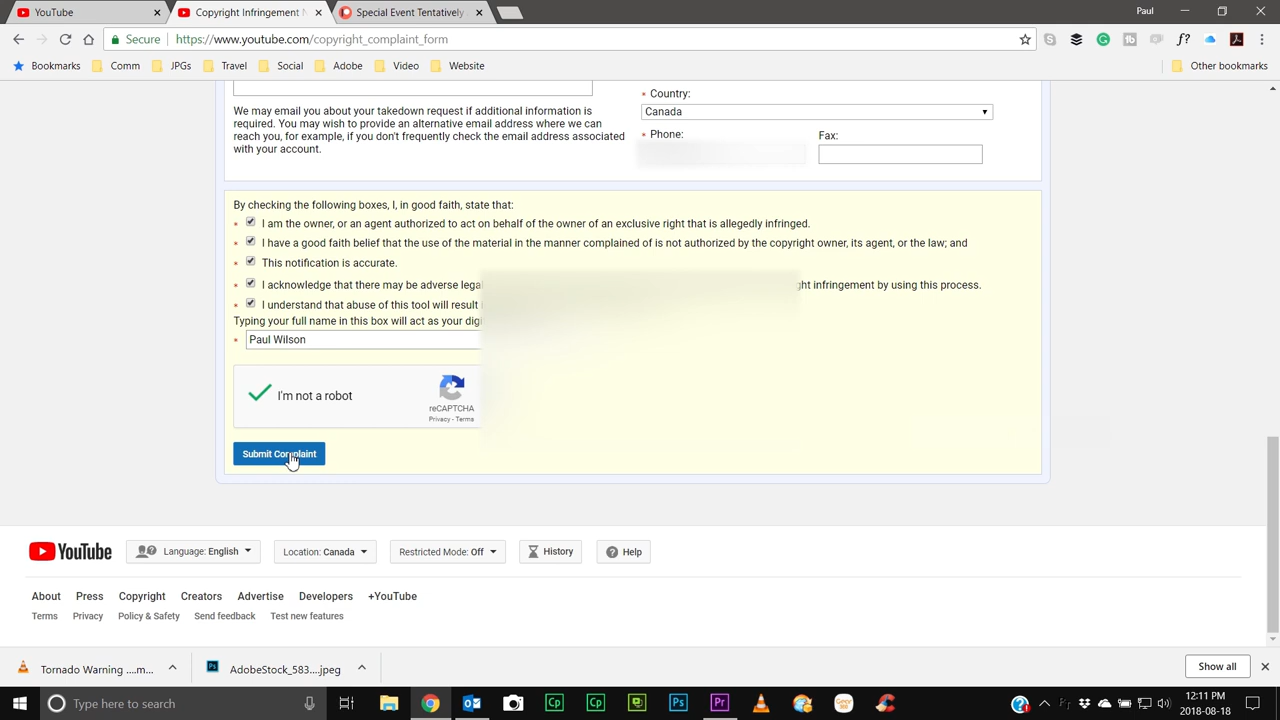 YouTube
Copyright Infringement N
Special Event Tentatively
Paul
Secure
https://www.youtube.com/copyright_complaint_form
Bookmarks
Comm
JPGs
Travel
Social
Adobe
Video
Website
Other bookmarks
We may email you about your takedown request if additional information is
required. You may wish to provide an alternative email address where we can
reach you, for example, if you don't frequently check the email address associated
with your account.
* Country:
Canada
* Phone:
Fax:
By checking the following boxes, I, in good faith, state that:
* I am the owner, or an agent authorized to act on behalf of the owner of an exclusive right that is allegedly infringed.
* I have a good faith belief that the use of the material in the manner complained of is not authorized by the copyright owner, its agent, or the law; and
* This notification is accurate.
* I acknowledge that there may be adverse lega ght infringement by using this process.
* I understand that abuse of this tool will result
Typing your full name in this box will act as your dig
* Paul Wilson
I'm not a robot
reCAPTCHA
Privacy - Terms
Submit Complaint
YouTube
Language: English
Location: Canada
Restricted Mode: Off
History
Help
About Press Copyright Creators Advertise Developers +YouTube
Terms Privacy Policy & Safety Send feedback Test new features
Tornado Warning ....m...
AdobeStock_583....jpeg
Show all
Type here to search
12:11 PM
2018-08-18